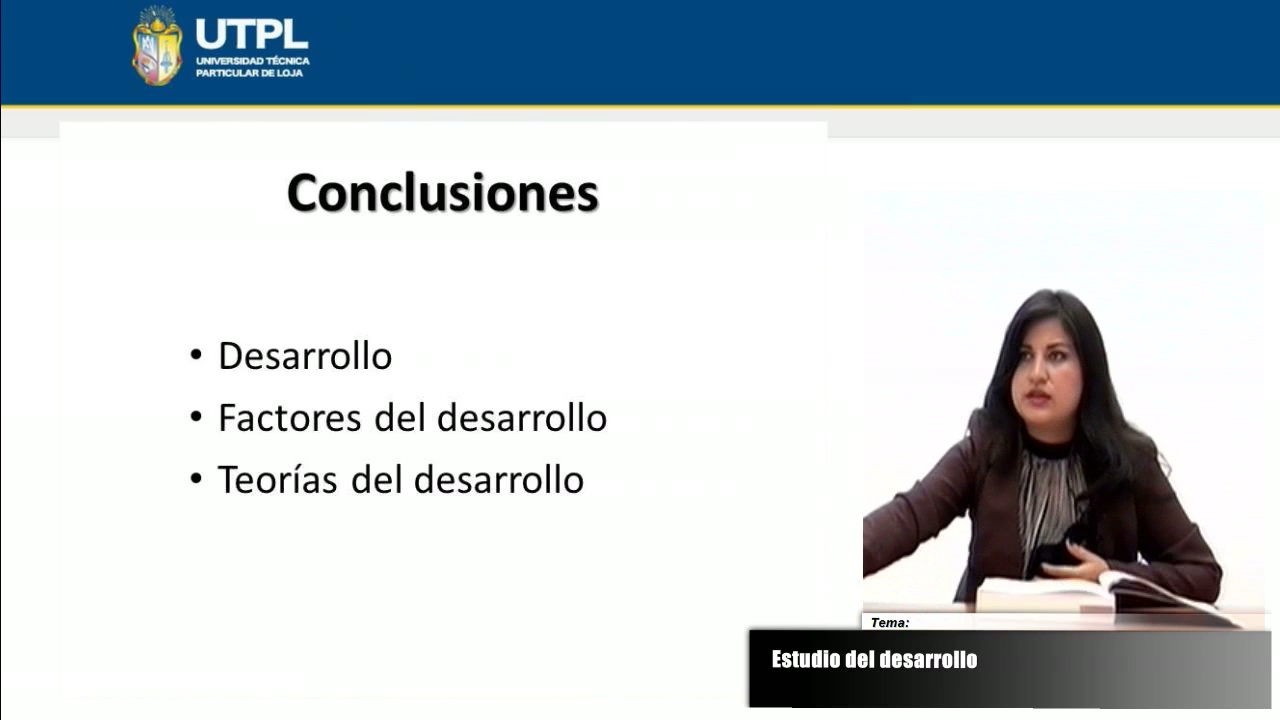 UTPL
UNIVERSIDAD TÉCNICA
PARTICULAR DE LOJA
Conclusiones
• Desarrollo
• Factores del desarrollo
• Teorías del desarrollo
Tema:
Estudio del desarrollo